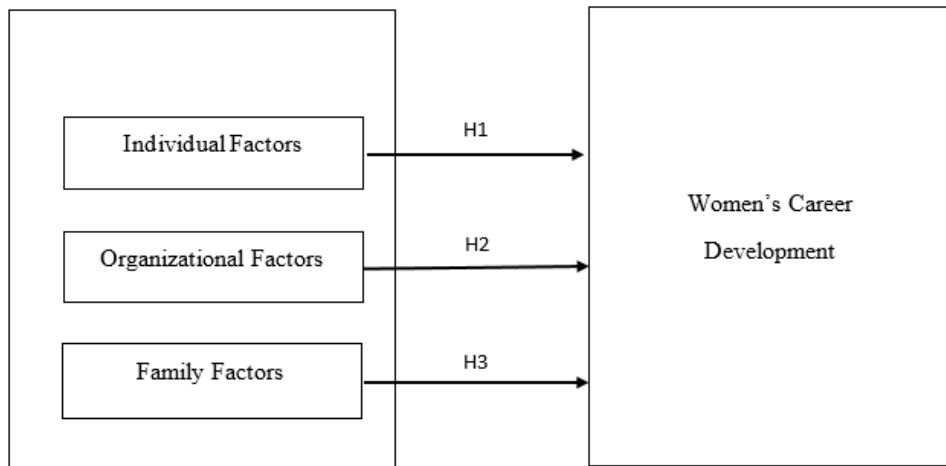 Individual Factors
H1
Organizational Factors
H2
Family Factors
H3
Women’s Career
Development